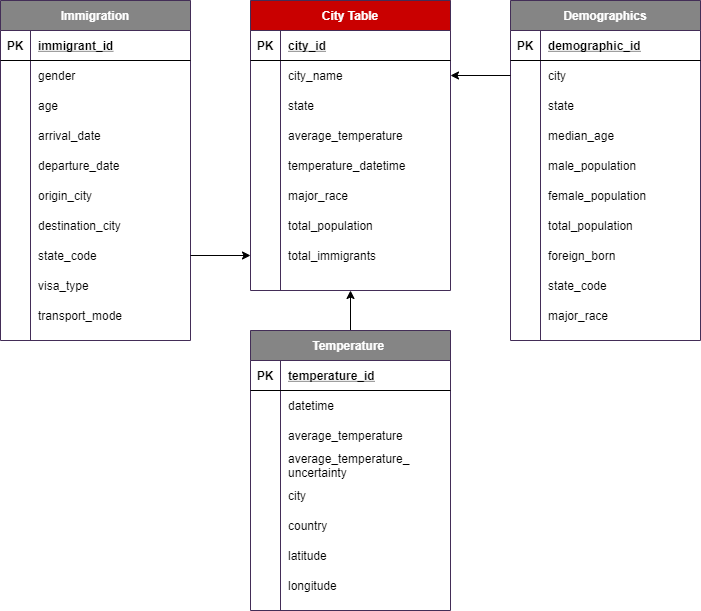 Immigration
PK immigrant_id
gender
age
arrival_date
departure_date
origin_city
destination_city
state_code
visa_type
transport_mode
City Table
PK city_id
city_name
state
average_temperature
temperature_datetime
major_race
total_population
total_immigrants
Demographics
PK demographic_id
city
state
median_age
male_population
female_population
total_population
foreign_born
state_code
major_race
Temperature
PK temperature_id
datetime
average_temperature
average_temperature_
uncertainty
city
country
latitude
longitude